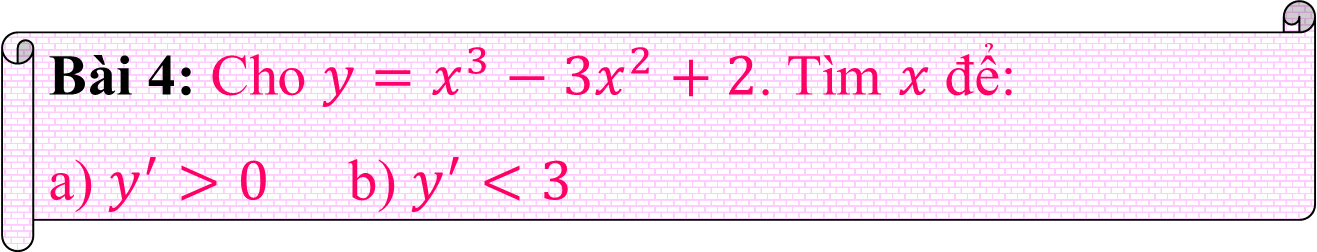 Bài 4: Cho y = x³ − 3x² + 2. Tìm x để:
a) y′ > 0 b) y′ < 3